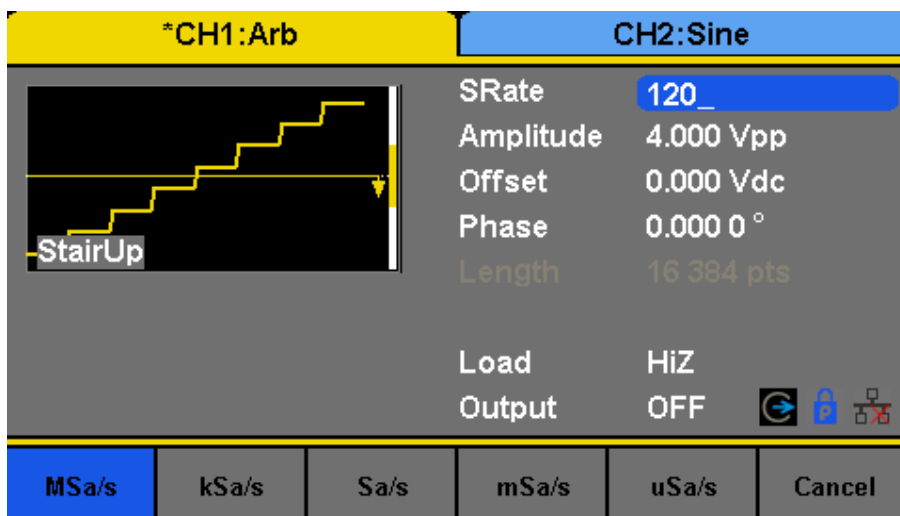 *CH1:Arb
CH2:Sine
SRate 120_
Amplitude 4.000 Vpp
Offset 0.000 Vdc
Phase 0.000 0 °
Length 16 384 pts
StairUp
Load HiZ
Output OFF
P
MSa/s kSa/s Sa/s mSa/s uSa/s Cancel